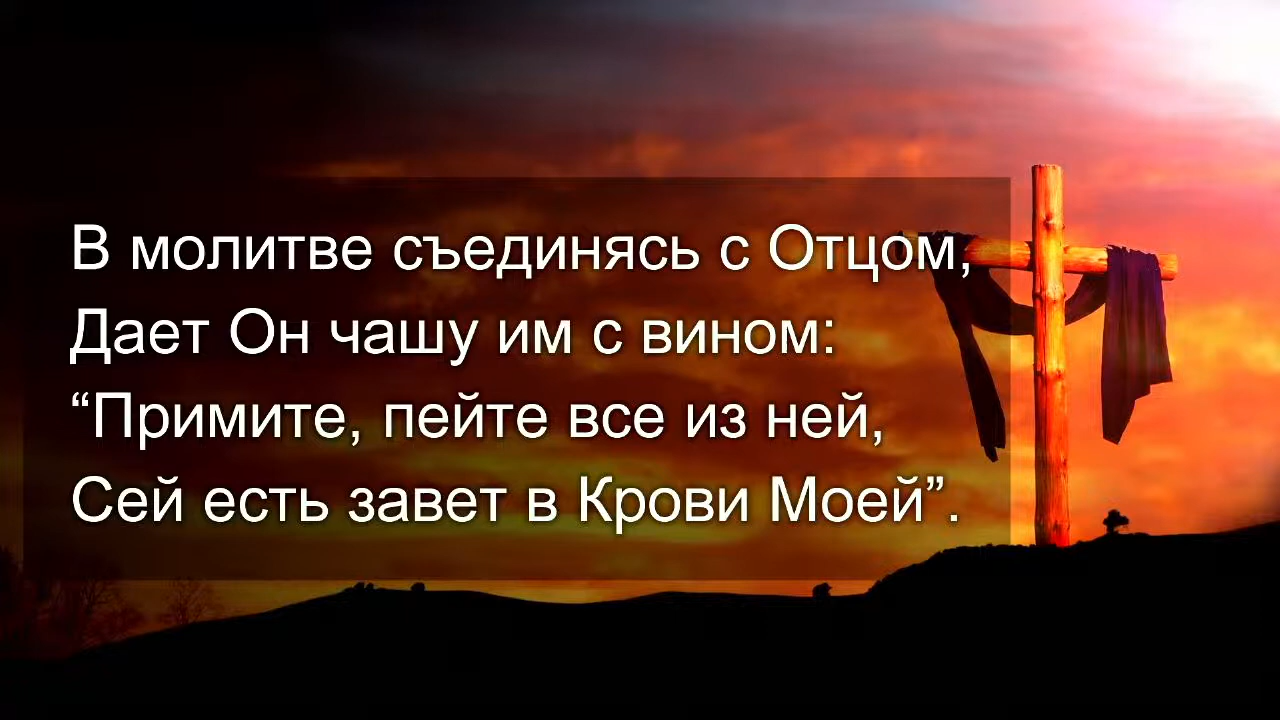 В молитве съединясь с Отцом,
Дает Он чашу им с вином:
“Примите, пейте все из ней,
Сей есть завет в Крови Моей”.